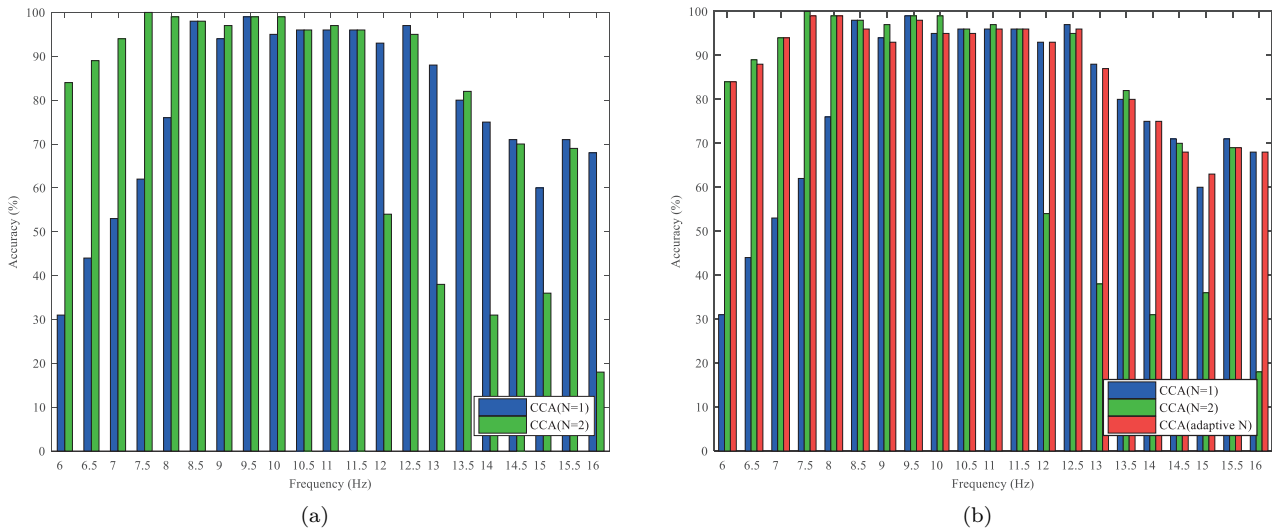 100
90
80
70
60
50
40
30
20
10
0
Accuracy (%)
6 6.5 7 7.5 8 8.5 9 9.5 10 10.5 11 11.5 12 12.5 13 13.5 14 14.5 15 15.5 16
Frequency (Hz)
CCA(N=1)
CCA(N=2)
(a)
100
90
80
70
60
50
40
30
20
10
0
Accuracy (%)
6 6.5 7 7.5 8 8.5 9 9.5 10 10.5 11 11.5 12 12.5 13 13.5 14 14.5 15 15.5 16
Frequency (Hz)
CCA(N=1)
CCA(N=2)
CCA(adaptive N)
(b)